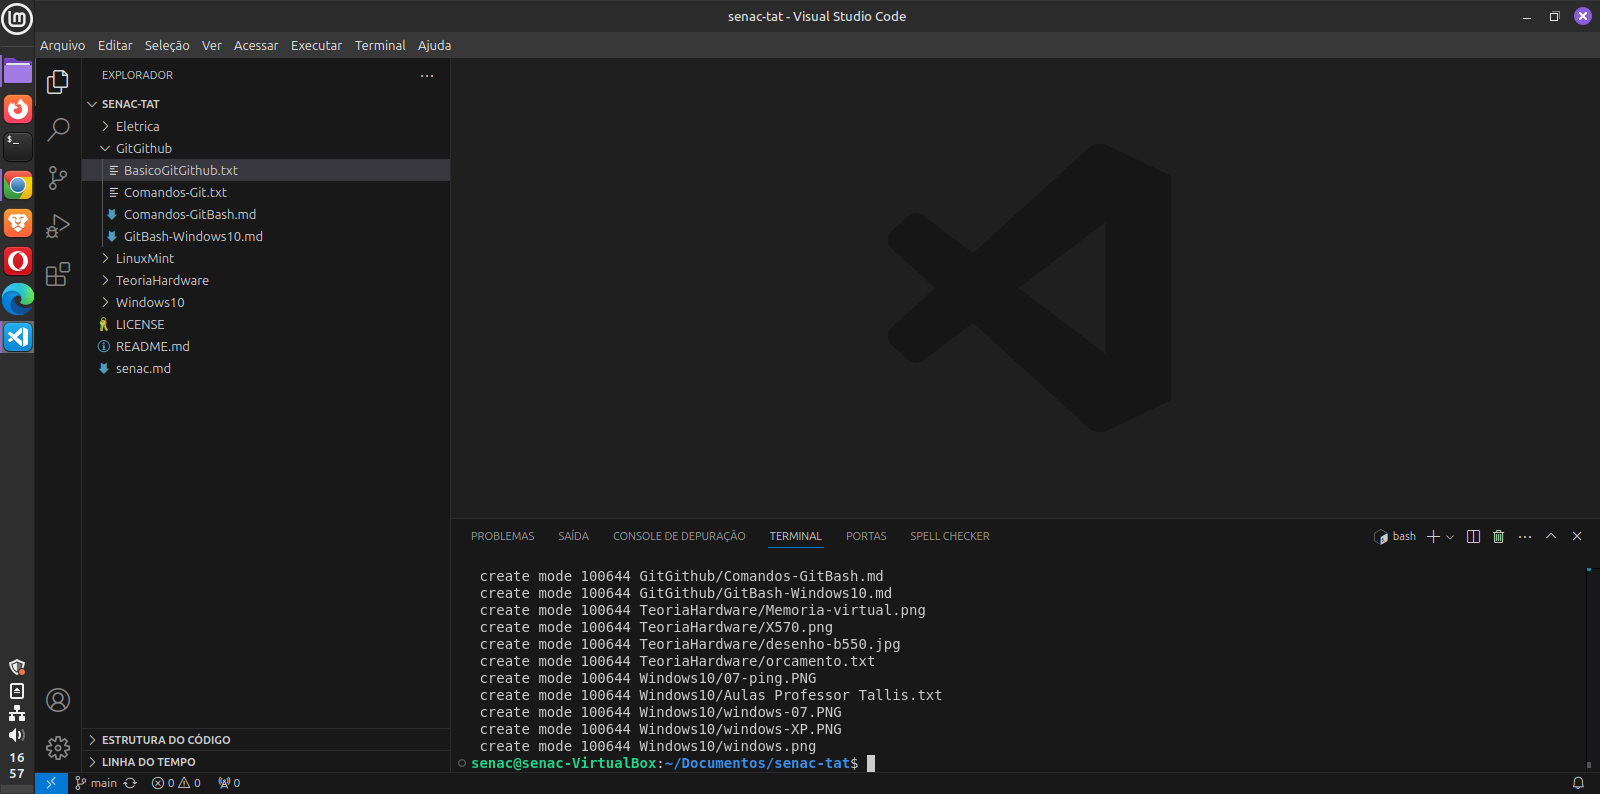 senac-tat - Visual Studio Code
Arquivo Editar Seleção Ver Acessar Executar Terminal Ajuda
EXPLORADOR
SENAC-TAT
Eletrica
GitGithub
BasicoGitGithub.txt
Comandos-Git.txt
Comandos-GitBash.md
GitBash-Windows10.md
LinuxMint
TeoriaHardware
Windows10
LICENSE
README.md
senac.md
ESTRUTURA DO CÓDIGO
LINHA DO TEMPO
PROBLEMAS SAÍDA CONSOLE DE DEPURAÇÃO TERMINAL PORTAS SPELL CHECKER
bash
create mode 100644 GitGithub/Comandos-GitBash.md
create mode 100644 GitGithub/GitBash-Windows10.md
create mode 100644 TeoriaHardware/Memoria-virtual.png
create mode 100644 TeoriaHardware/X570.png
create mode 100644 TeoriaHardware/desenho-b550.jpg
create mode 100644 TeoriaHardware/orcamento.txt
create mode 100644 Windows10/07-ping.PNG
create mode 100644 Windows10/Aulas Professor Tallis.txt
create mode 100644 Windows10/windows-07.PNG
create mode 100644 Windows10/windows-XP.PNG
create mode 100644 Windows10/windows.png
senac@senac-VirtualBox:~/Documentos/senac-tat$
16
57
main 0 0 0